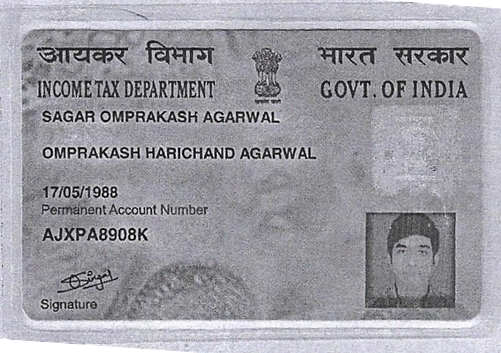 आयकर विभाग
INCOME TAX DEPARTMENT
भारत सरकार
GOVT. OF INDIA
SAGAR OMPRAKASH AGARWAL
OMPRAKASH HARICHAND AGARWAL
17/05/1988
Permanent Account Number
AJXPA8908K
Signature